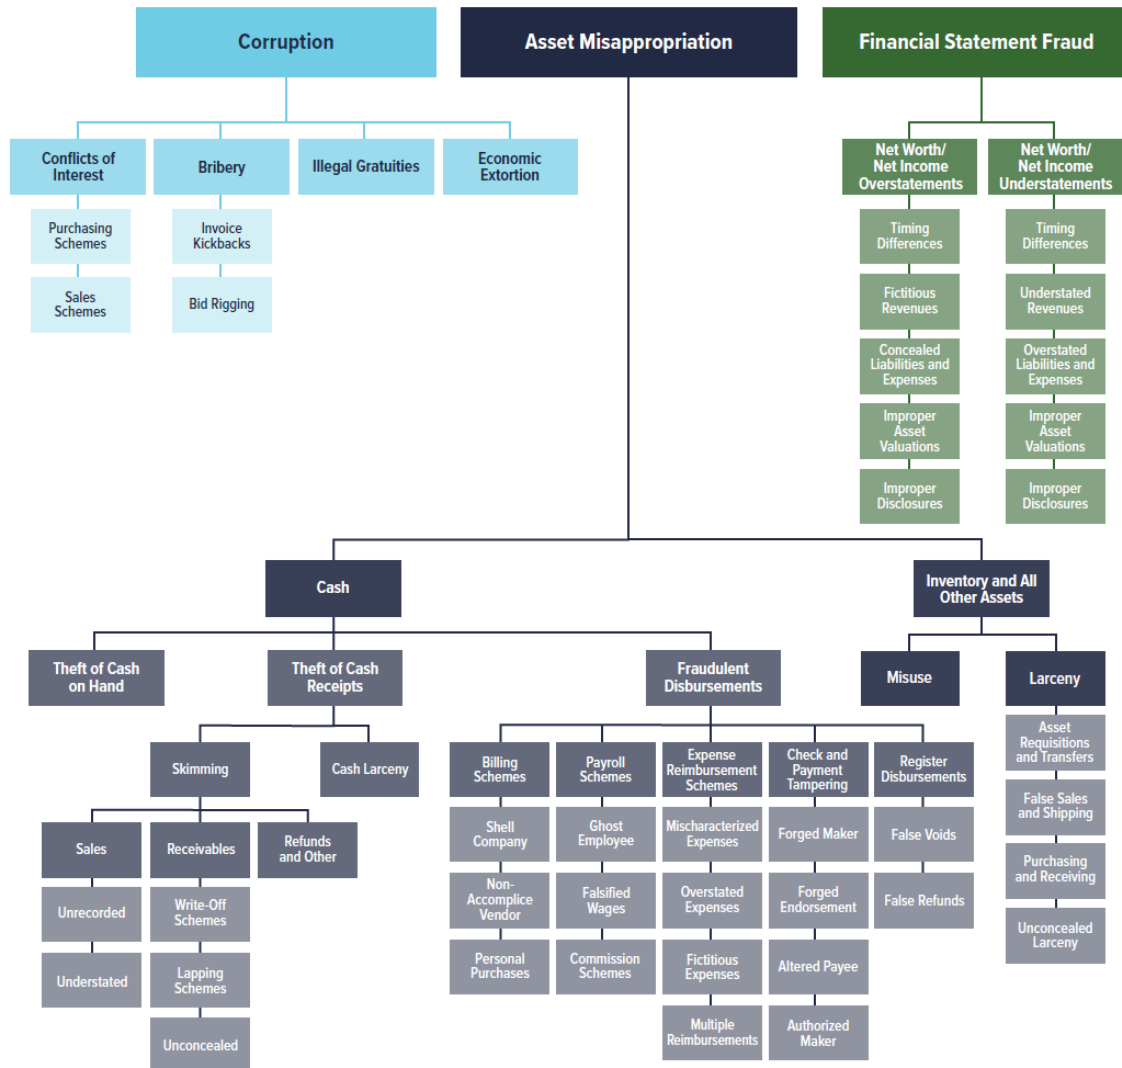 Corruption
Asset Misappropriation
Financial Statement Fraud
Conflicts of
Interest
Bribery
Illegal Gratuities
Economic
Extortion
Purchasing
Schemes
Sales
Schemes
Invoice
Kickbacks
Bid Rigging
Net Worth/
Net Income
Overstatements
Timing
Differences
Fictitious
Revenues
Concealed
Liabilities and
Expenses
Improper
Asset
Valuations
Improper
Disclosures
Net Worth/
Net Income
Understatements
Timing
Differences
Understated
Revenues
Overstated
Liabilities and
Expenses
Improper
Asset
Valuations
Improper
Disclosures
Cash
Inventory and All
Other Assets
Theft of Cash
on Hand
Theft of Cash
Receipts
Fraudulent
Disbursements
Misuse
Larceny
Skimming
Cash Larceny
Sales
Unrecorded
Understated
Receivables
Write-Off
Schemes
Lapping
Schemes
Unconcealed
Refunds
and Other
Billing
Schemes
Shell
Company
Non-
Accomplice
Vendor
Personal
Purchases
Payroll
Schemes
Ghost
Employee
Falsified
Wages
Commission
Schemes
Expense
Reimbursement
Schemes
Mischaracterized
Expenses
Overstated
Expenses
Fictitious
Expenses
Multiple
Reimbursements
Check and
Payment
Tampering
Forged Maker
Forged
Endorsement
Altered Payee
Authorized
Maker
Register
Disbursements
False Voids
False Refunds
Asset
Requisitions
and Transfers
False Sales
and Shipping
Purchasing
and Receiving
Unconcealed
Larceny